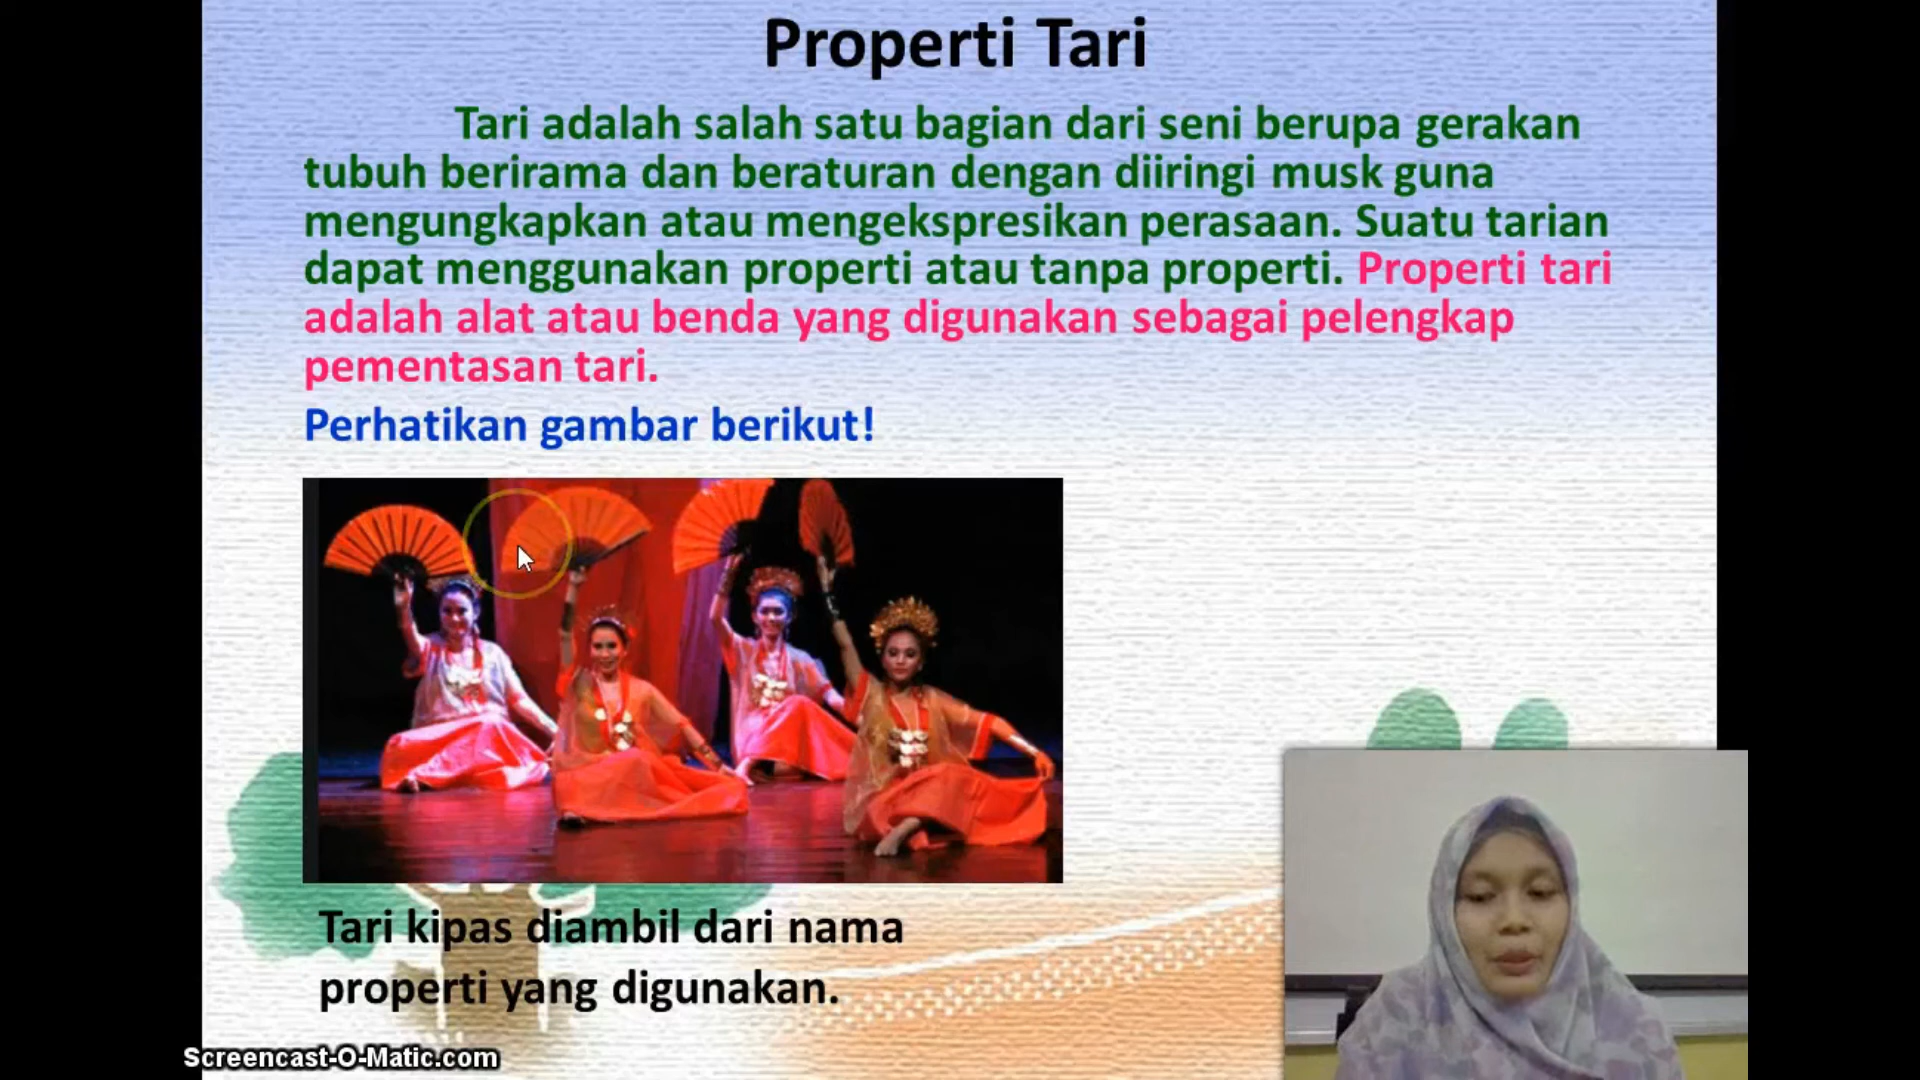 Properti Tari
Tari adalah salah satu bagian dari seni berupa gerakan
tubuh berirama dan beraturan dengan diiringi musk guna
mengungkapkan atau mengekspresikan perasaan. Suatu tarian
dapat menggunakan properti atau tanpa properti. Properti tari
adalah alat atau benda yang digunakan sebagai pelengkap
pementasan tari.
Perhatikan gambar berikut!
Tari kipas diambil dari nama
properti yang digunakan.
Screencast-O-Matic.com